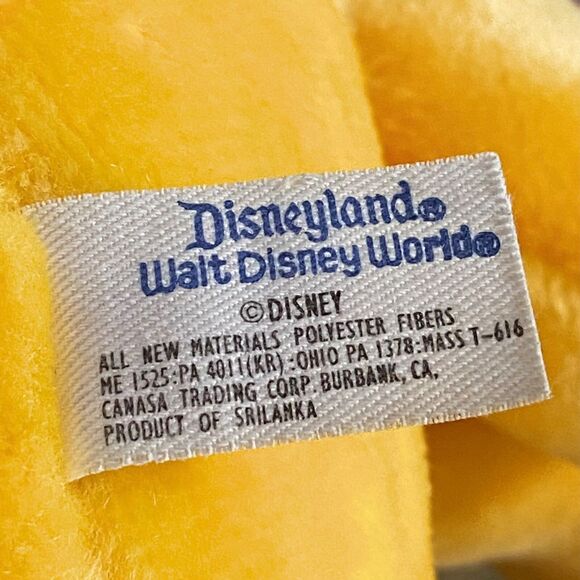 Disneyland®
Walt Disney World®
©DISNEY
ALL NEW MATERIALS POLYESTER FIBERS
ME 1525:PA 4011(KR):OHIO PA 1378:MASS T-616
CANASA TRADING CORP. BURBANK, CA,
PRODUCT OF SRILANKA